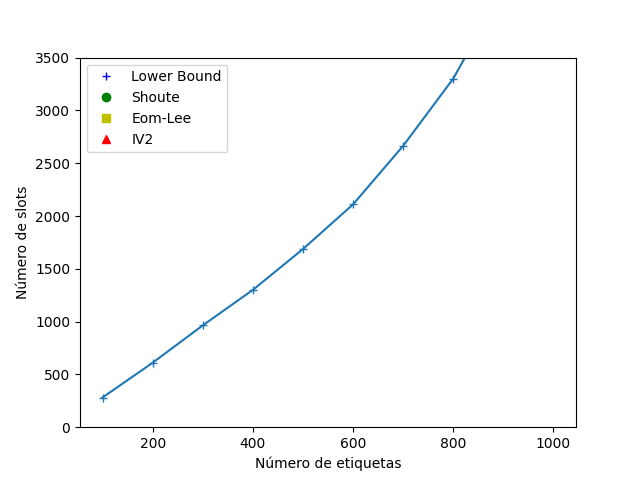 Lower Bound
Shoute
Eom-Lee
IV2
3500
3000
2500
2000
1500
1000
500
0
Número de slots
200 400 600 800 1000
Número de etiquetas